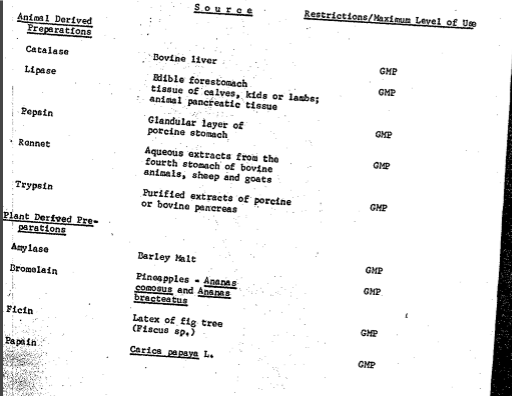 Source
Restrictions/Maximum Level of Use
Animal Derived
Preparations
Catalase
Bovine liver
GMP
Lipase
Edible forestomach
tissue of calves, kids or lambs;
animal pancreatic tissue
GMP
Pepsin
Glandular layer of
porcine stomach
GMP
Rennet
Aqueous extracts from the
fourth stomach of bovine
animals, sheep and goats
GMP
Trypsin
Purified extracts of porcine
or bovine pancreas
GMP
Plant Derived Pre-
parations
Amylase
Barley Malt
GMP
Bromelain
Pineapples - Ananas
comosus and Ananas
bracteatus
GMP
Ficin
Latex of fig tree
(Fiscus sp.)
GMP
Papain
Carica papaya L.
GMP